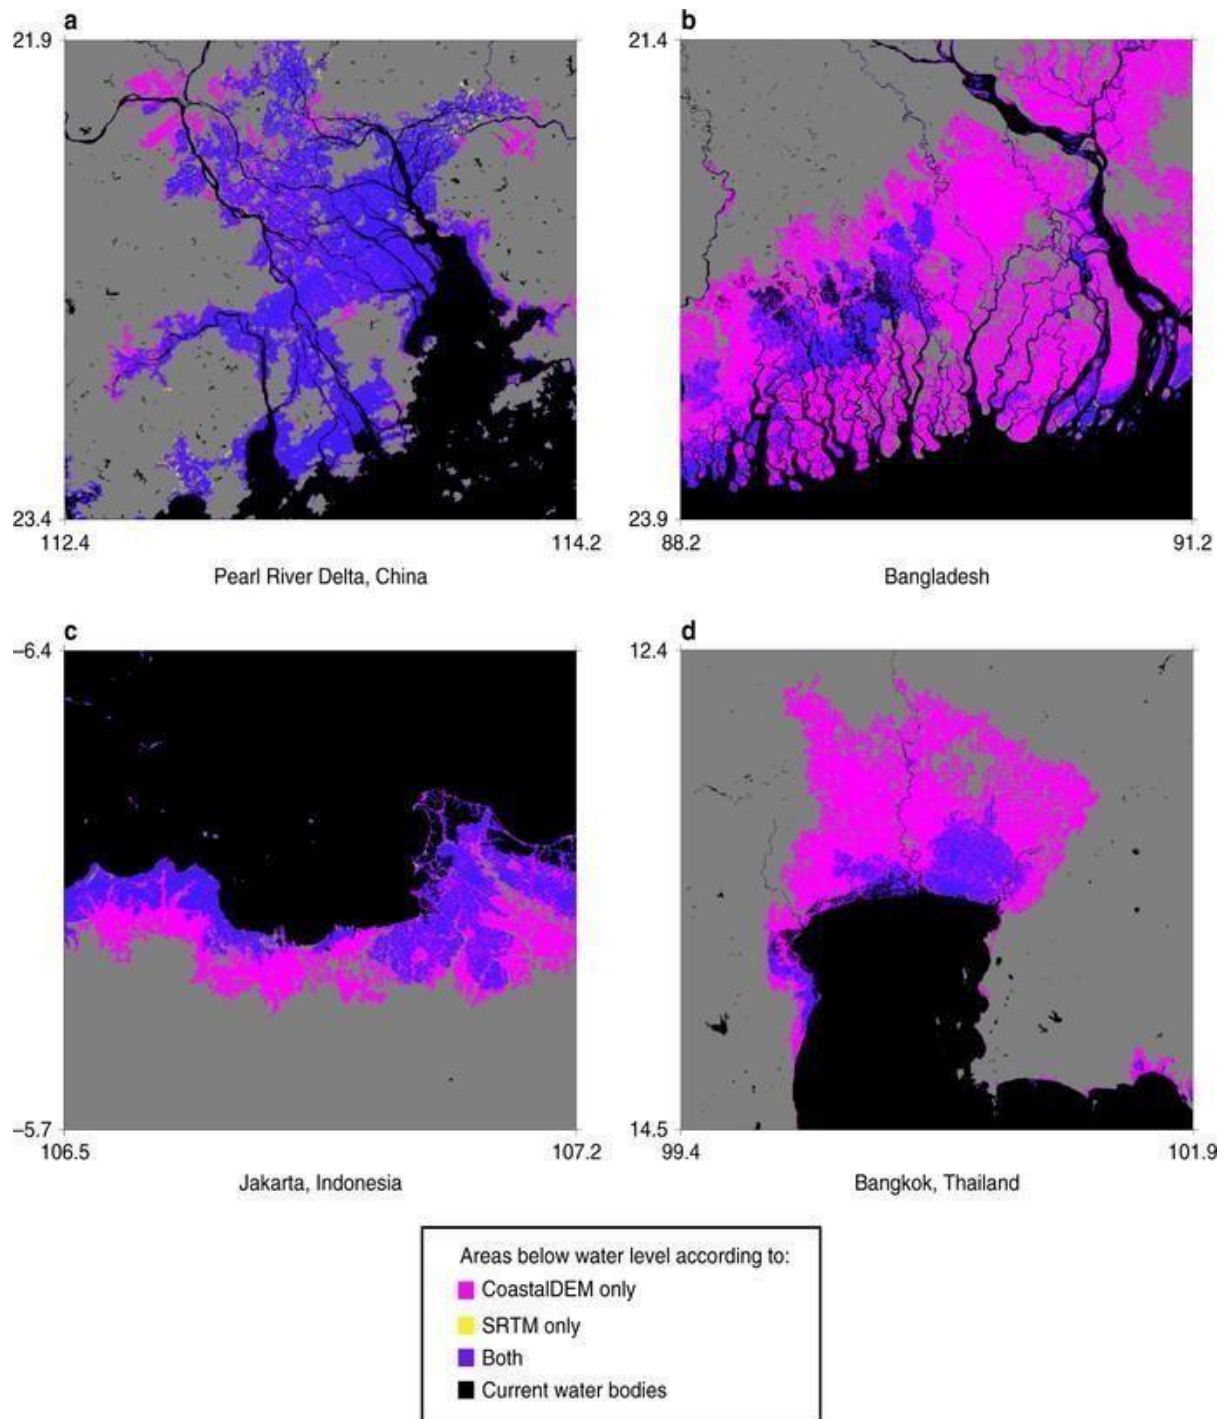 a
21.9
23.4
112.4
114.2
Pearl River Delta, China
b
21.4
23.9
88.2
91.2
Bangladesh
c
–6.4
–5.7
106.5
107.2
Jakarta, Indonesia
d
12.4
14.5
99.4
101.9
Bangkok, Thailand
Areas below water level according to:
CoastalDEM only
SRTM only
Both
Current water bodies